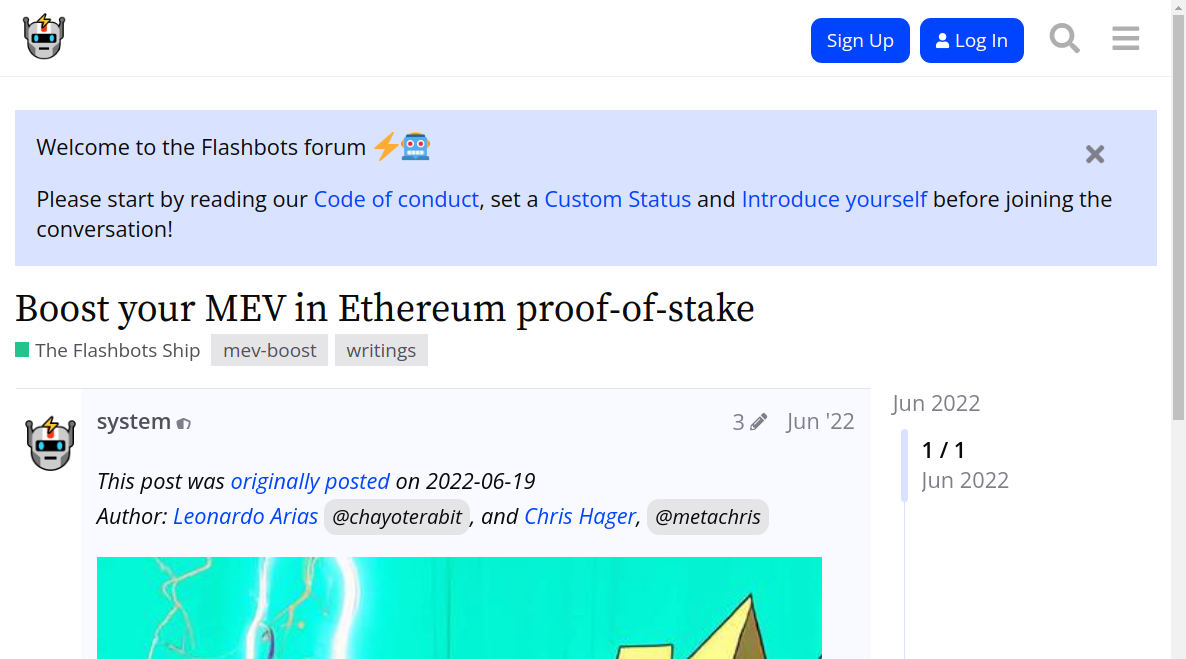 Sign Up
Log In
Welcome to the Flashbots forum
Please start by reading our Code of conduct, set a Custom Status and Introduce yourself before joining the
conversation!
Boost your MEV in Ethereum proof-of-stake
The Flashbots Ship mev-boost writings
system 3 Jun '22
Jun 2022
1 / 1
Jun 2022
This post was originally posted on 2022-06-19
Author: Leonardo Arias @chayoterabit, and Chris Hager, @metachris